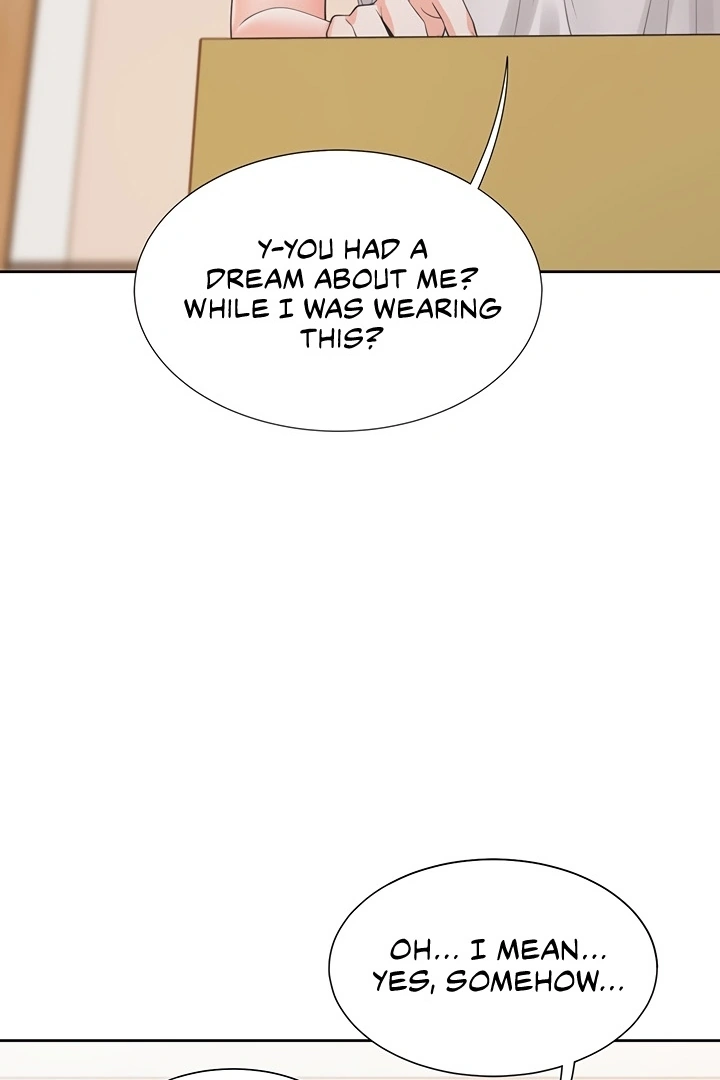 Y-YOU HAD A
DREAM ABOUT ME?
WHILE I WAS WEARING
THIS?
OH... I MEAN...
YES, SOMEHOW...